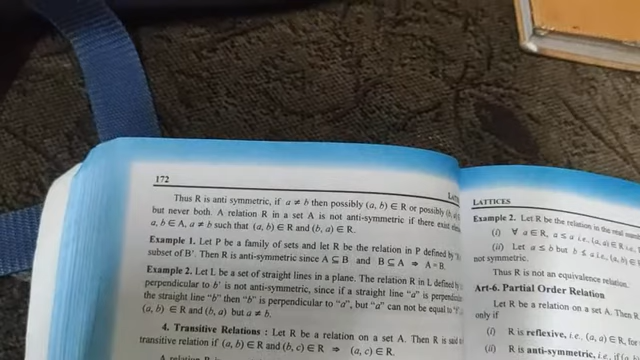 172
Thus R is anti symmetric, if a ≠ b then possibly (a, b) ∈ R or possibly (b, a)
but never both. A relation R in a set A is not anti-symmetric if there exist
a, b ∈ A, a ≠ b such that (a, b) ∈ R and (b, a) ∈ R.
Example 1. Let P be a family of sets and let R be the relation in P defined by
subset of B'. Then R is anti-symmetric since A ⊆ B and B ⊆ A ⇒ A = B.
Example 2. Let L be a set of straight lines in a plane. The relation R in L defined by
perpendicular to b' is not anti-symmetric, since if a straight line "a" is
the straight line "b" then "b" is perpendicular to "a", but "a" can not be equal to
(a, b) ∈ R and (b, a) but a ≠ b.
4. Transitive Relations : Let R be a relation on a set A. Then R is said
transitive relation if (a, b) ∈ R and (b, c) ∈ R ⇒ (a, c) ∈ R.
A relation
LATTICES
Example 2. Let R be the relation in the real
(i) ∀ a ∈ R, a ≤ a i.e., (a, a) ∈ R
(ii) Let a ≤ b but b ≰ a i.e., (a, b) ∈
not symmetric.
Thus R is not an equivalence relation.
Art-6. Partial Order Relation
Let R be a relation on a set A. Then R
only if
(i) R is reflexive, i.e., (a, a) ∈ R, for
(ii) R is anti-symmetric, i.e., if (a,